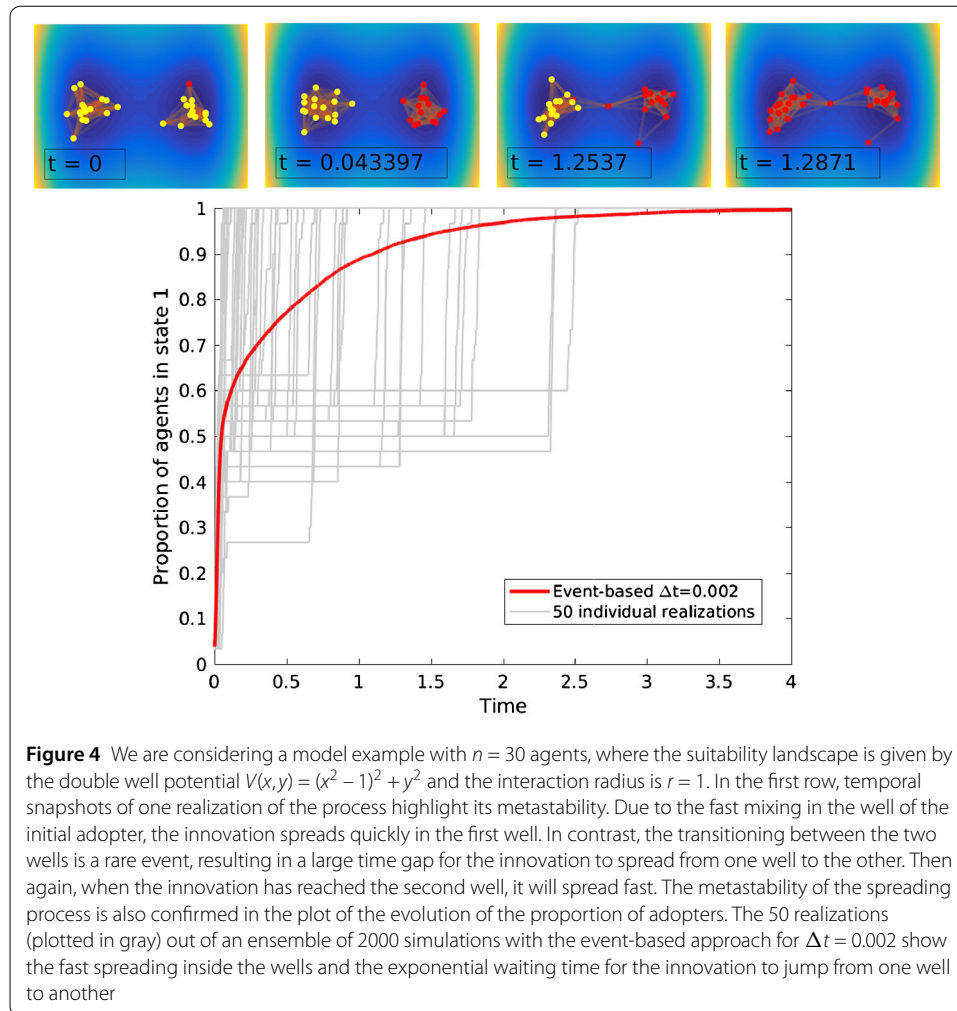 t = 0
t = 0.043397
t = 1.2537
t = 1.2871
1
0.9
0.8
0.7
0.6
0.5
0.4
0.3
0.2
0.1
0
Proportion of agents in state 1
Event-based Δt=0.002
50 individual realizations
0 0.5 1 1.5 2 2.5 3 3.5 4
Time
Figure 4 We are considering a model example with n = 30 agents, where the suitability landscape is given by
the double well potential V(x, y) = (x² – 1)² + y² and the interaction radius is r = 1. In the first row, temporal
snapshots of one realization of the process highlight its metastability. Due to the fast mixing in the well of the
initial adopter, the innovation spreads quickly in the first well. In contrast, the transitioning between the two
wells is a rare event, resulting in a large time gap for the innovation to spread from one well to the other. Then
again, when the innovation has reached the second well, it will spread fast. The metastability of the spreading
process is also confirmed in the plot of the evolution of the proportion of adopters. The 50 realizations
(plotted in gray) out of an ensemble of 2000 simulations with the event-based approach for Δt = 0.002 show
the fast spreading inside the wells and the exponential waiting time for the innovation to jump from one well
to another